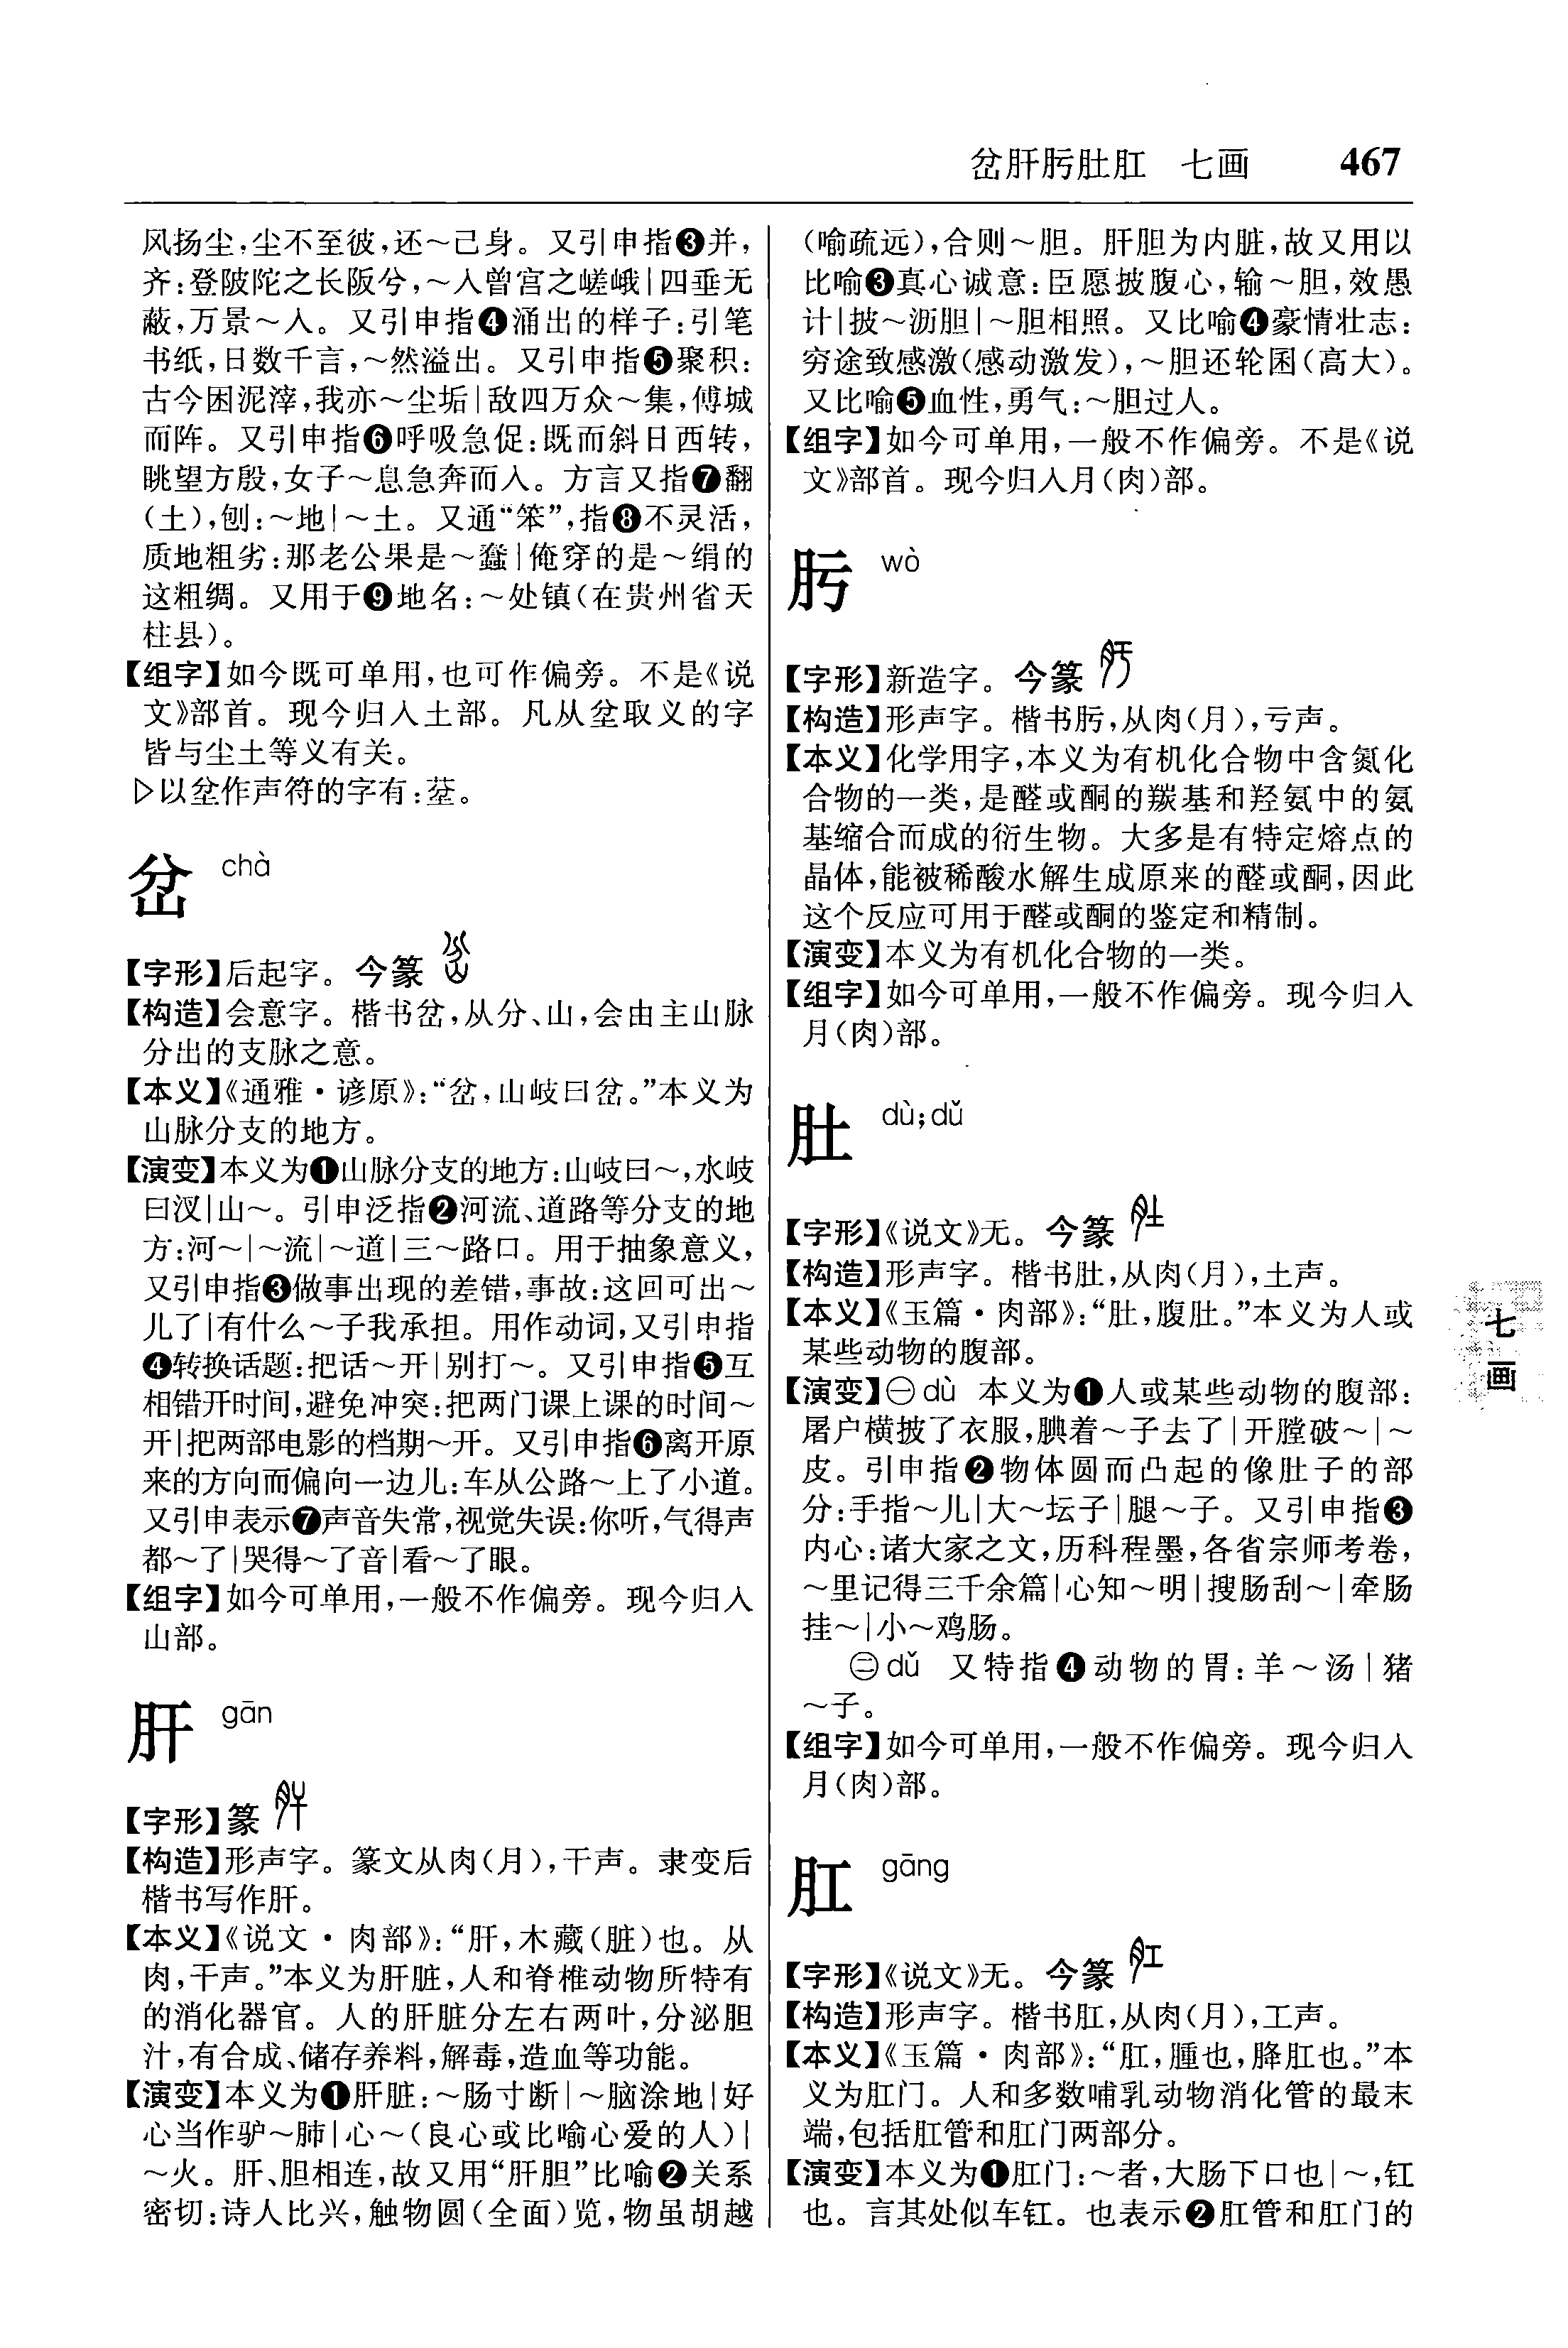 岔肝肟肚肛　七画　467
风扬尘,尘不至彼,还～己身。又引申指❸并,
齐:登陂陀之长阪兮,～入曾宫之嵯峨|四垂无
蔽,万景～入。又引申指❹涌出的样子:引笔
书纸,日数千言,～然溢出。又引申指❺聚积:
古今困泥滓,我亦～尘垢|敌四万众～集,傅城
而阵。又引申指❻呼吸急促:既而斜日西转,
眺望方殷,女子～息急奔而入。方言又指❼翻
(土),刨:～地|～土。又通“笨”,指❽不灵活,
质地粗劣:那老公果是～蠢|俺穿的是～绢的
这粗绸。又用于❾地名:～处镇(在贵州省天
柱县)。
【组字】如今既可单用,也可作偏旁。不是《说
文》部首。现今归入土部。凡从坌取义的字
皆与尘土等义有关。
▷以坌作声符的字有:㙃。
岔 chà
【字形】后起字。今篆
【构造】会意字。楷书岔,从分、山,会由主山脉
分出的支脉之意。
【本义】《通雅·谚原》:“岔,山岐曰岔。”本义为
山脉分支的地方。
【演变】本义为❶山脉分支的地方:山岐曰～,水岐
曰汊|山～。引申泛指❷河流、道路等分支的地
方:河～|～流|～道|三～路口。用于抽象意义,
又引申指❸做事出现的差错,事故:这回可出～
儿了|有什么～子我承担。用作动词,又引申指
❹转换话题:把话～开|别打～。又引申指❺互
相错开时间,避免冲突:把两门课上课的时间～
开|把两部电影的档期～开。又引申指❻离开原
来的方向而偏向一边儿:车从公路～上了小道。
又引申表示❼声音失常,视觉失误:你听,气得声
都～了|哭得～了音|看～了眼。
【组字】如今可单用,一般不作偏旁。现今归入
山部。
肝 gān
【字形】篆
【构造】形声字。篆文从肉(月),干声。隶变后
楷书写作肝。
【本义】《说文·肉部》:“肝,木藏(脏)也。从
肉,干声。”本义为肝脏,人和脊椎动物所特有
的消化器官。人的肝脏分左右两叶,分泌胆
汁,有合成、储存养料,解毒,造血等功能。
【演变】本义为❶肝脏:～肠寸断|～脑涂地|好
心当作驴～肺|心～(良心或比喻心爱的人)|
～火。肝、胆相连,故又用“肝胆”比喻❷关系
密切:诗人比兴,触物圆(全面)览,物虽胡越
(喻疏远),合则～胆。肝胆为内脏,故又用以
比喻❸真心诚意:臣愿披腹心,输～胆,效愚
计|披～沥胆|～胆相照。又比喻❹豪情壮志:
穷途致感激(感动激发),～胆还轮囷(高大)。
又比喻❺血性,勇气:～胆过人。
【组字】如今可单用,一般不作偏旁。不是《说
文》部首。现今归入月(肉)部。
肟 wò
【字形】新造字。今篆
【构造】形声字。楷书肟,从肉(月),亏声。
【本义】化学用字,本义为有机化合物中含氮化
合物的一类,是醛或酮的羰基和羟氨中的氨
基缩合而成的衍生物。大多是有特定熔点的
晶体,能被稀酸水解生成原来的醛或酮,因此
这个反应可用于醛或酮的鉴定和精制。
【演变】本义为有机化合物的一类。
【组字】如今可单用,一般不作偏旁。现今归入
月(肉)部。
肚 dù;dǔ
【字形】《说文》无。今篆
【构造】形声字。楷书肚,从肉(月),土声。
【本义】《玉篇·肉部》:“肚,腹肚。”本义为人或
某些动物的腹部。
【演变】㊀dù 本义为❶人或某些动物的腹部:
屠户横披了衣服,腆着～子去了|开膛破～|～
皮。引申指❷物体圆而凸起的像肚子的部
分:手指～儿|大～坛子|腿～子。又引申指❸
内心:诸大家之文,历科程墨,各省宗师考卷,
～里记得三千余篇|心知～明|搜肠刮～|牵肠
挂～|小～鸡肠。
㊁dǔ 又特指❹动物的胃:羊～汤|猪
～子。
【组字】如今可单用,一般不作偏旁。现今归入
月(肉)部。
肛 gāng
【字形】《说文》无。今篆
【构造】形声字。楷书肛,从肉(月),工声。
【本义】《玉篇·肉部》:“肛,腫也,胮肛也。”本
义为肛门。人和多数哺乳动物消化管的最末
端,包括肛管和肛门两部分。
【演变】本义为❶肛门:～者,大肠下口也|～,釭
也。言其处似车釭。也表示❷肛管和肛门的
七画